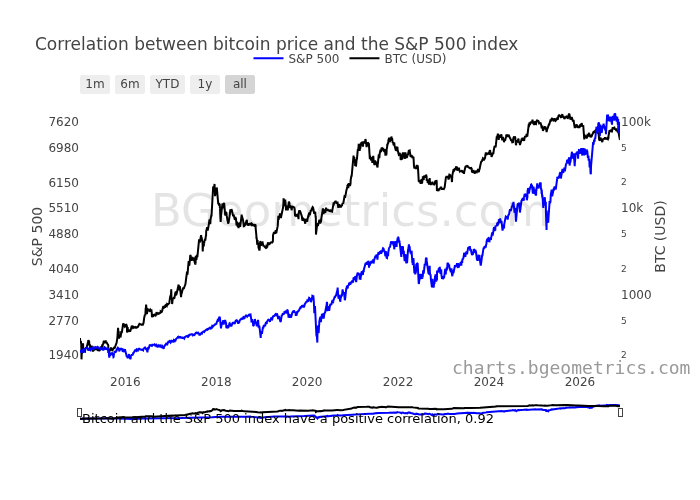 Correlation between bitcoin price and the S&P 500 index
S&P 500 BTC (USD)
1m 6m YTD 1y all
7620 100k
6980 5
6150 2
5510 10k
4880 5
4040 2
3410 1000
2770 5
1940 2
S&P 500
BTC (USD)
BGeometrics.com
charts.bgeometrics.com
2016 2018 2020 2022 2024 2026
Bitcoin and the S&P 500 index have a positive correlation, 0.92